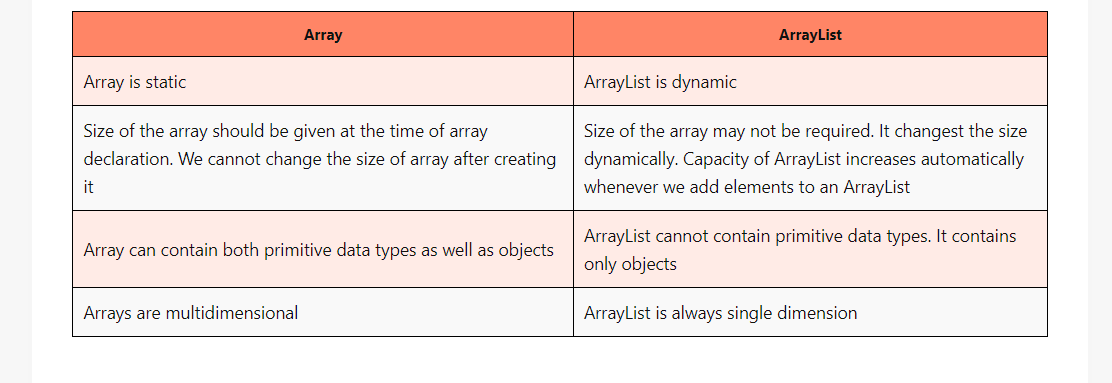 Array
ArrayList
Array is static
ArrayList is dynamic
Size of the array should be given at the time of array
declaration. We cannot change the size of array after creating
it
Size of the array may not be required. It changest the size
dynamically. Capacity of ArrayList increases automatically
whenever we add elements to an ArrayList
Array can contain both primitive data types as well as objects
ArrayList cannot contain primitive data types. It contains
only objects
Arrays are multidimensional
ArrayList is always single dimension